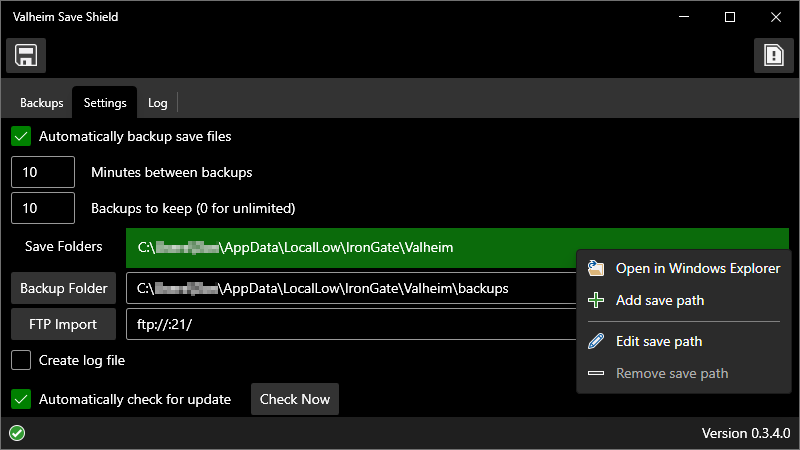 Valheim Save Shield
Backups Settings Log
Automatically backup save files
10 Minutes between backups
10 Backups to keep (0 for unlimited)
Save Folders C:\ \AppData\LocalLow\IronGate\Valheim
Open in Windows Explorer
Backup Folder C:\ \AppData\LocalLow\IronGate\Valheim\backups
Add save path
FTP Import ftp://:21/
Edit save path
Create log file
Remove save path
Automatically check for update Check Now
Version 0.3.4.0